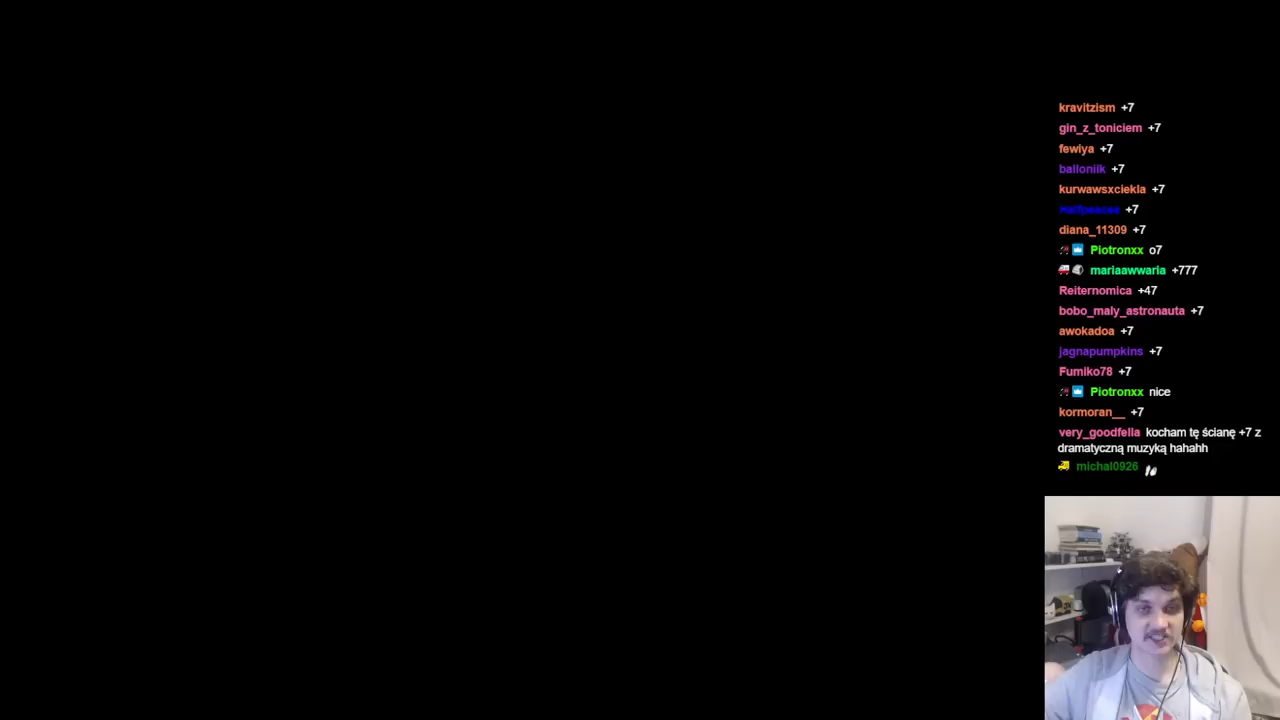 kravitzism +7
gin_z_toniciem +7
fewiya +7
balloniik +7
kurwawsxciekla +7
+7
diana_11309 +7
Piotronxx o7
mariaawwaria +777
Reiternomica +47
bobo_maly_astronauta +7
awokadoa +7
jagnapumpkins +7
Fumiko78 +7
Piotronxx nice
kormoran__ +7
very_goodfella kocham tę ścianę +7 z
dramatyczną muzyką hahahh
michal0926